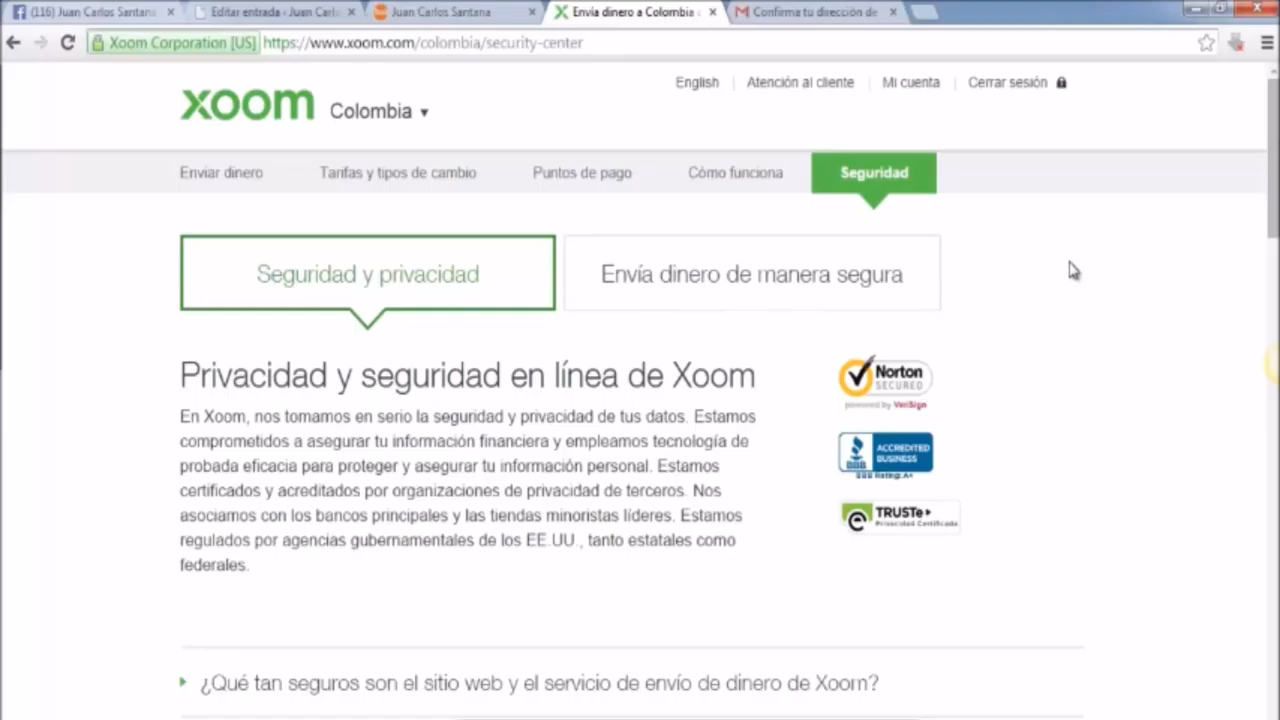 (116) Juan Carlos Santana
Editar entrada ‹ Juan Carlo
Juan Carlos Santana
Envía dinero a Colombia
Confirma tu dirección de
Xoom Corporation [US] https://www.xoom.com/colombia/security-center
English
Atención al cliente
Mi cuenta
Cerrar sesión
xoom Colombia
Enviar dinero
Tarifas y tipos de cambio
Puntos de pago
Cómo funciona
Seguridad
Seguridad y privacidad
Envía dinero de manera segura
Privacidad y seguridad en línea de Xoom
En Xoom, nos tomamos en serio la seguridad y privacidad de tus datos. Estamos
comprometidos a asegurar tu información financiera y empleamos tecnología de
probada eficacia para proteger y asegurar tu información personal. Estamos
certificados y acreditados por organizaciones de privacidad de terceros. Nos
asociamos con los bancos principales y las tiendas minoristas líderes. Estamos
regulados por agencias gubernamentales de los EE.UU., tanto estatales como
federales.
Norton
SECURED
powered by VeriSign
BBB
ACCREDITED
BUSINESS
BBB Rating: A+
TRUSTe
Privacidad Certificada
¿Qué tan seguros son el sitio web y el servicio de envío de dinero de Xoom?